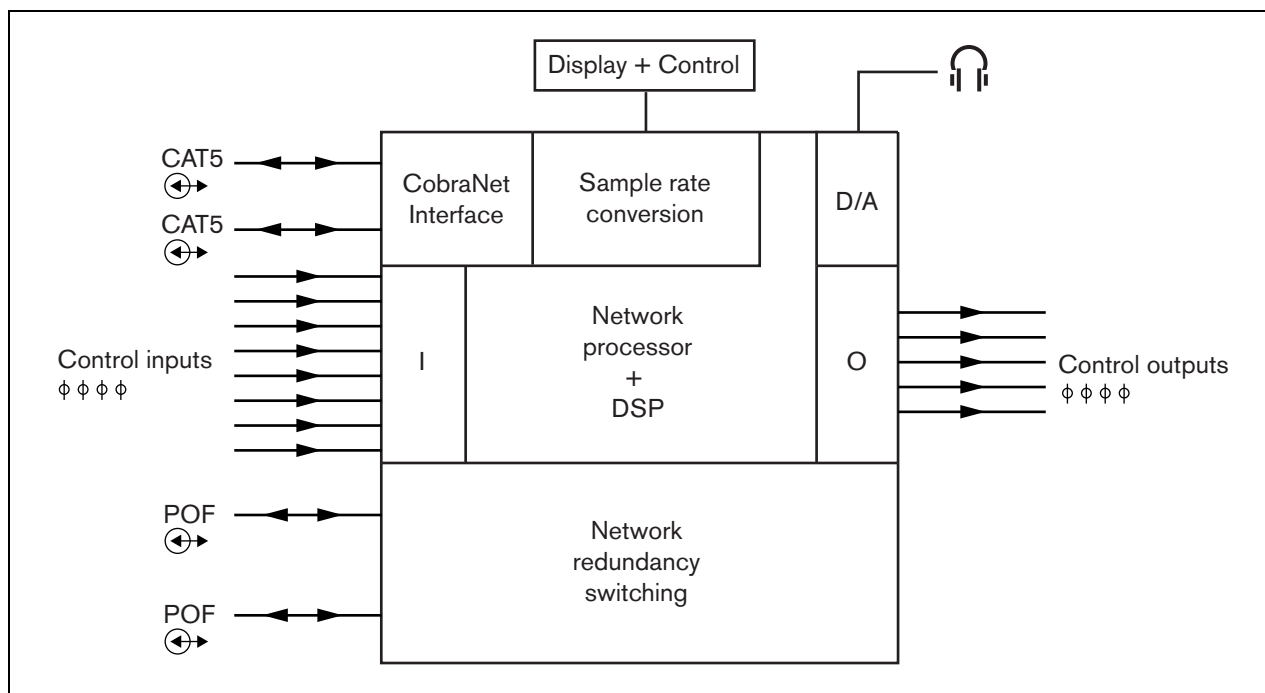 Display + Control
CAT5
CAT5
CobraNet
Interface
Sample rate
conversion
D/A
Control inputs
ϕ ϕ ϕ ϕ
I
Network
processor
+
DSP
O
Control outputs
ϕ ϕ ϕ ϕ
POF
POF
Network
redundancy
switching